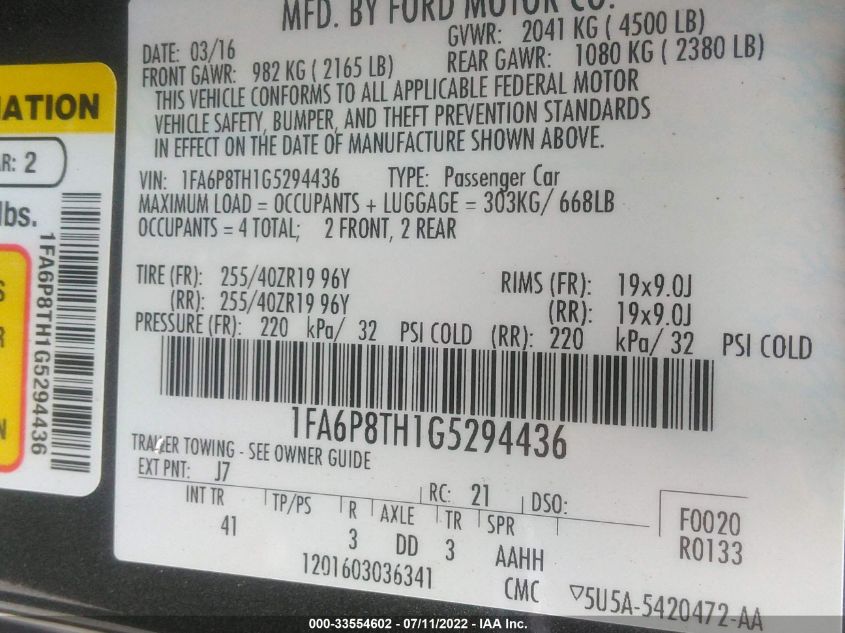 MFD. BY FORD MOTOR CO.
DATE: 03/16 GVWR: 2041 KG ( 4500 LB)
FRONT GAWR: 982 KG ( 2165 LB) REAR GAWR: 1080 KG ( 2380 LB)
THIS VEHICLE CONFORMS TO ALL APPLICABLE FEDERAL MOTOR
VEHICLE SAFETY, BUMPER, AND THEFT PREVENTION STANDARDS
IN EFFECT ON THE DATE OF MANUFACTURE SHOWN ABOVE.
VIN: 1FA6P8TH1G5294436 TYPE: Passenger Car
MAXIMUM LOAD = OCCUPANTS + LUGGAGE = 303KG/ 668LB
OCCUPANTS = 4 TOTAL; 2 FRONT, 2 REAR
TIRE (FR): 255/40ZR19 96Y RIMS (FR): 19x9.0J
(RR): 255/40ZR19 96Y (RR): 19x9.0J
PRESSURE (FR): 220 kPa/ 32 PSI COLD (RR): 220 kPa/ 32 PSI COLD
1FA6P8TH1G5294436
TRAILER TOWING - SEE OWNER GUIDE
EXT PNT: J7 RC: 21 DSO:
INT TR TP/PS R AXLE TR SPR F0020
41 3 DD 3 AAHH R0133
1201603036341 CMC ▽5U5A-5420472-AA
2
lbs.
1FA6P8TH1G5294436
000-33554602 - 07/11/2022 - IAA Inc.